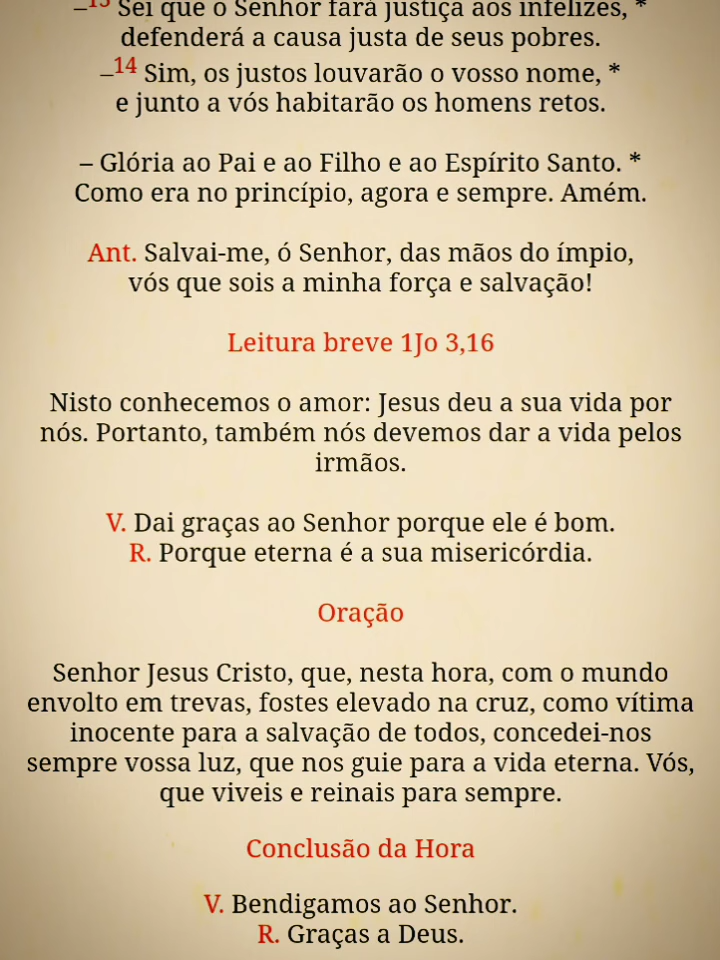 –13 Sei que o Senhor fará justiça aos infelizes, *
defenderá a causa justa de seus pobres.
–14 Sim, os justos louvarão o vosso nome, *
e junto a vós habitarão os homens retos.
– Glória ao Pai e ao Filho e ao Espírito Santo. *
Como era no princípio, agora e sempre. Amém.
Ant. Salvai-me, ó Senhor, das mãos do ímpio,
vós que sois a minha força e salvação!
Leitura breve 1Jo 3,16
Nisto conhecemos o amor: Jesus deu a sua vida por
nós. Portanto, também nós devemos dar a vida pelos
irmãos.
V. Dai graças ao Senhor porque ele é bom.
R. Porque eterna é a sua misericórdia.
Oração
Senhor Jesus Cristo, que, nesta hora, com o mundo
envolto em trevas, fostes elevado na cruz, como vítima
inocente para a salvação de todos, concedei-nos
sempre vossa luz, que nos guie para a vida eterna. Vós,
que viveis e reinais para sempre.
Conclusão da Hora
V. Bendigamos ao Senhor.
R. Graças a Deus.